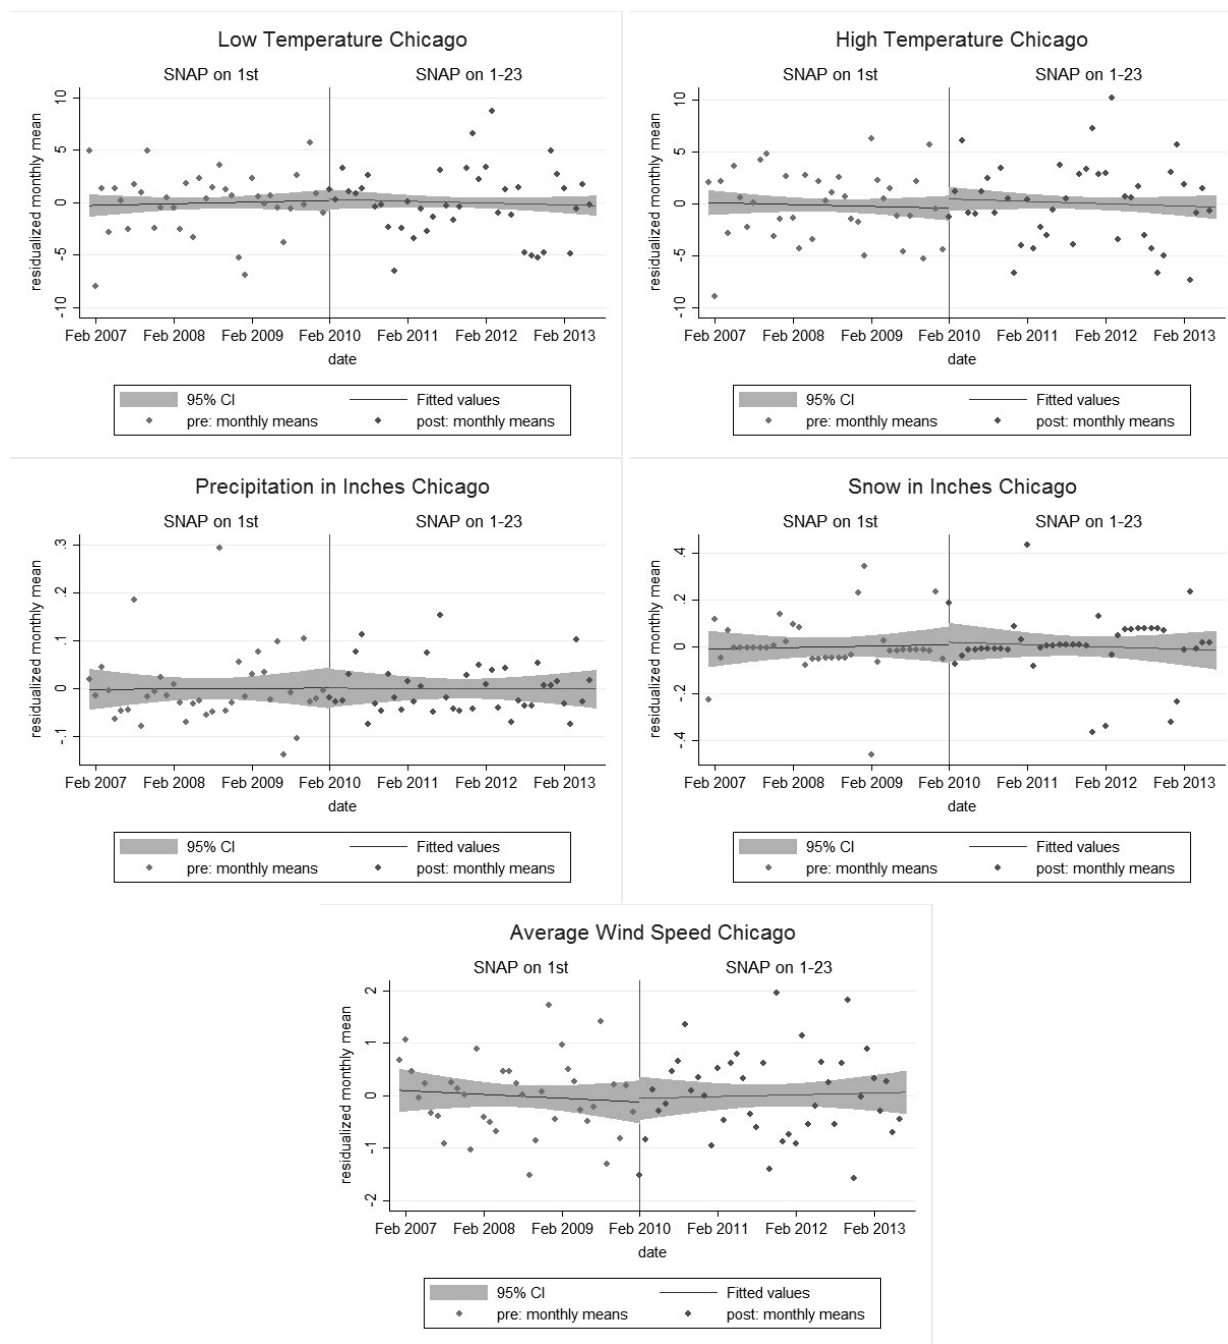 Low Temperature Chicago
SNAP on 1st SNAP on 1-23
residualized monthly mean
10
5
0
-5
-10
Feb 2007 Feb 2008 Feb 2009 Feb 2010 Feb 2011 Feb 2012 Feb 2013
date
95% CI Fitted values
pre: monthly means post: monthly means
High Temperature Chicago
SNAP on 1st SNAP on 1-23
residualized monthly mean
10
5
0
-5
-10
Feb 2007 Feb 2008 Feb 2009 Feb 2010 Feb 2011 Feb 2012 Feb 2013
date
95% CI Fitted values
pre: monthly means post: monthly means
Precipitation in Inches Chicago
SNAP on 1st SNAP on 1-23
residualized monthly mean
.3
.2
.1
0
-.1
Feb 2007 Feb 2008 Feb 2009 Feb 2010 Feb 2011 Feb 2012 Feb 2013
date
95% CI Fitted values
pre: monthly means post: monthly means
Snow in Inches Chicago
SNAP on 1st SNAP on 1-23
residualized monthly mean
.4
.2
0
-.2
-.4
Feb 2007 Feb 2008 Feb 2009 Feb 2010 Feb 2011 Feb 2012 Feb 2013
date
95% CI Fitted values
pre: monthly means post: monthly means
Average Wind Speed Chicago
SNAP on 1st SNAP on 1-23
residualized monthly mean
2
1
0
-1
-2
Feb 2007 Feb 2008 Feb 2009 Feb 2010 Feb 2011 Feb 2012 Feb 2013
date
95% CI Fitted values
pre: monthly means post: monthly means